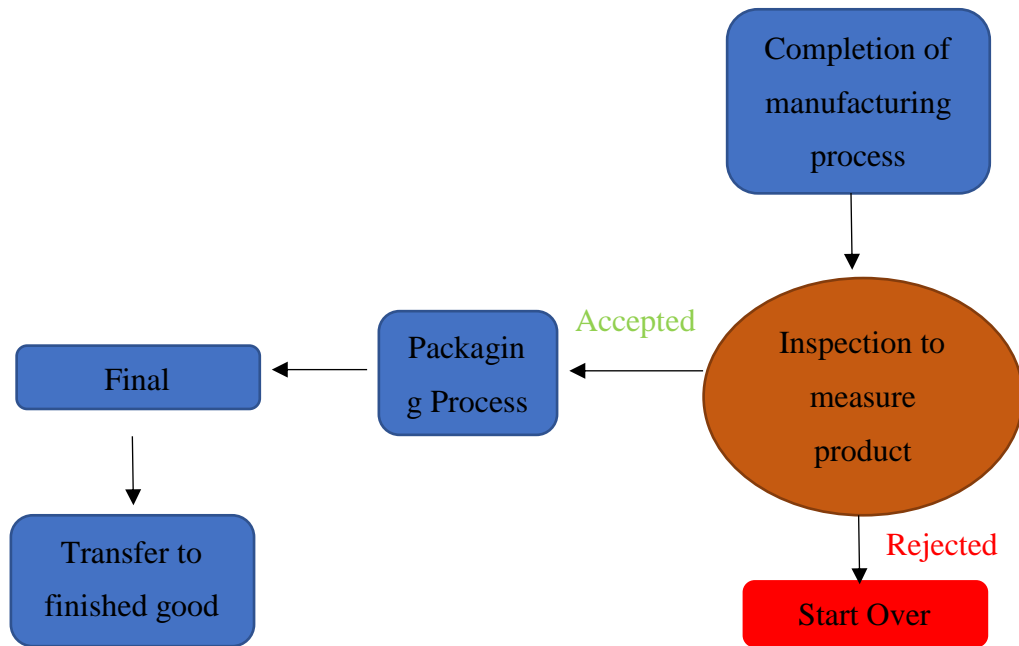 Completion of
manufacturing
process
Inspection to
measure
product
Accepted
Packagin
g Process
Final
Transfer to
finished good
Rejected
Start Over